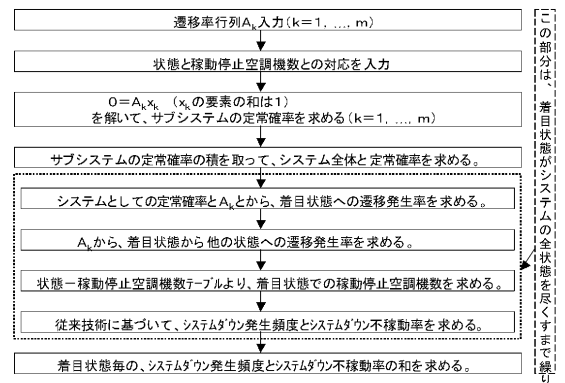 遷移率行列Ak入力(k=1, …, m)
状態と稼動停止空調機数との対応を入力
0=Akxk (xkの要素の和は1)
を解いて、サブシステムの定常確率を求める(k=1, …, m)
サブシステムの定常確率の積を取って、システム全体と定常確率を求める。
システムとしての定常確率とAkとから、着目状態への遷移発生率を求める。
Akから、着目状態から他の状態への遷移発生率を求める。
状態ー稼動停止空調機数テーブルより、着目状態での稼動停止空調機数を求める。
従来技術に基づいて、システムダウン発生頻度とシステムダウン不稼動率を求める。
着目状態毎の、システムダウン発生頻度とシステムダウン不稼動率の和を求める。
この部分は、着目状態がシステムの全状態を尽くすまで繰り